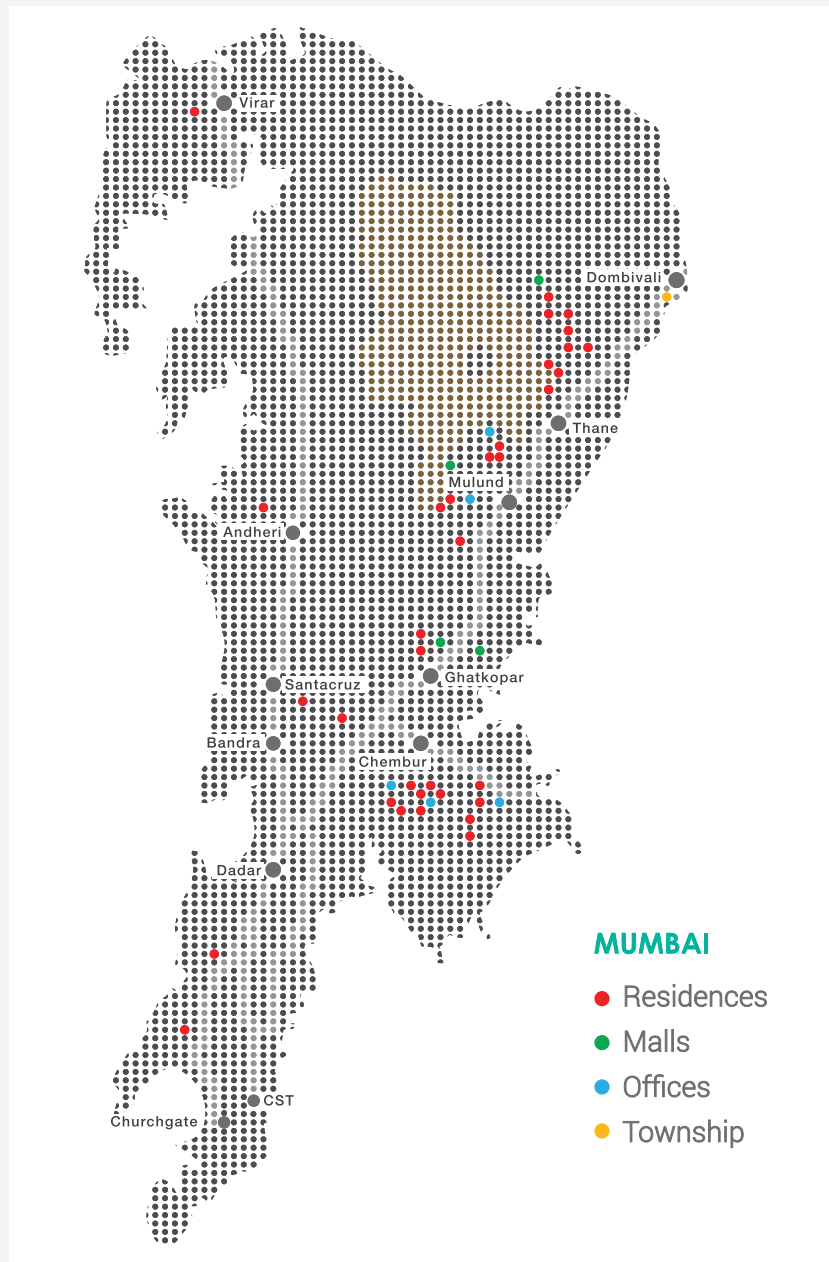 Virar
Dombivali
Thane
Mulund
Andheri
Ghatkopar
Santacruz
Bandra
Chembur
Dadar
MUMBAI
Residences
Malls
Offices
Township
CST
Churchgate